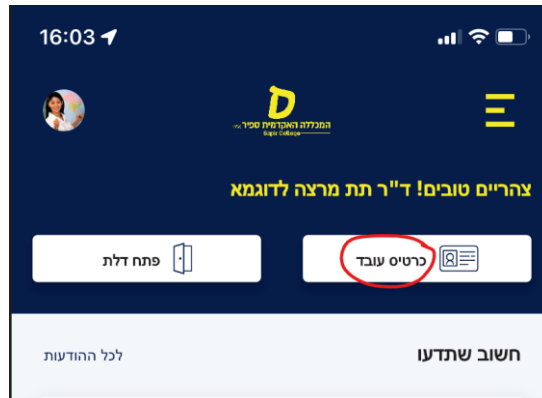 16:03
ס
המכללה האקדמית ספיר ע״ר
Sapir College
צהריים טובים! ד"ר תת מרצה לדוגמא
כרטיס עובד
פתח דלת
חשוב שתדעו
לכל ההודעות